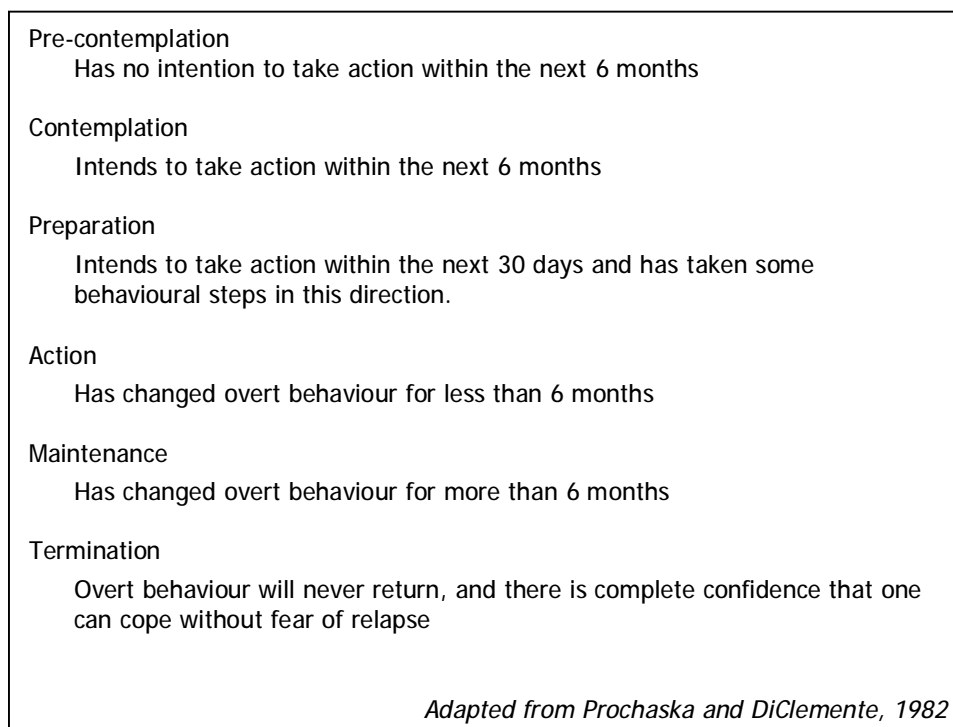 Pre-contemplation
Has no intention to take action within the next 6 months
Contemplation
Intends to take action within the next 6 months
Preparation
Intends to take action within the next 30 days and has taken some
behavioural steps in this direction.
Action
Has changed overt behaviour for less than 6 months
Maintenance
Has changed overt behaviour for more than 6 months
Termination
Overt behaviour will never return, and there is complete confidence that one
can cope without fear of relapse
Adapted from Prochaska and DiClemente, 1982